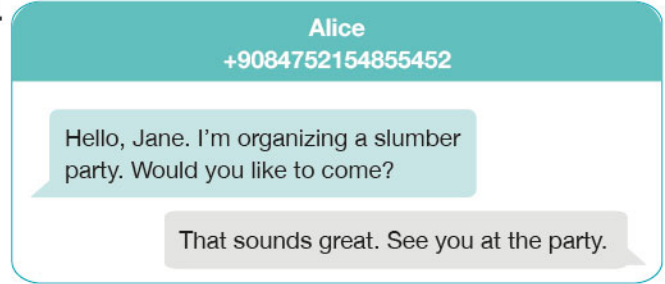 Alice
+9084752154855452
Hello, Jane. I'm organizing a slumber
party. Would you like to come?
That sounds great. See you at the party.